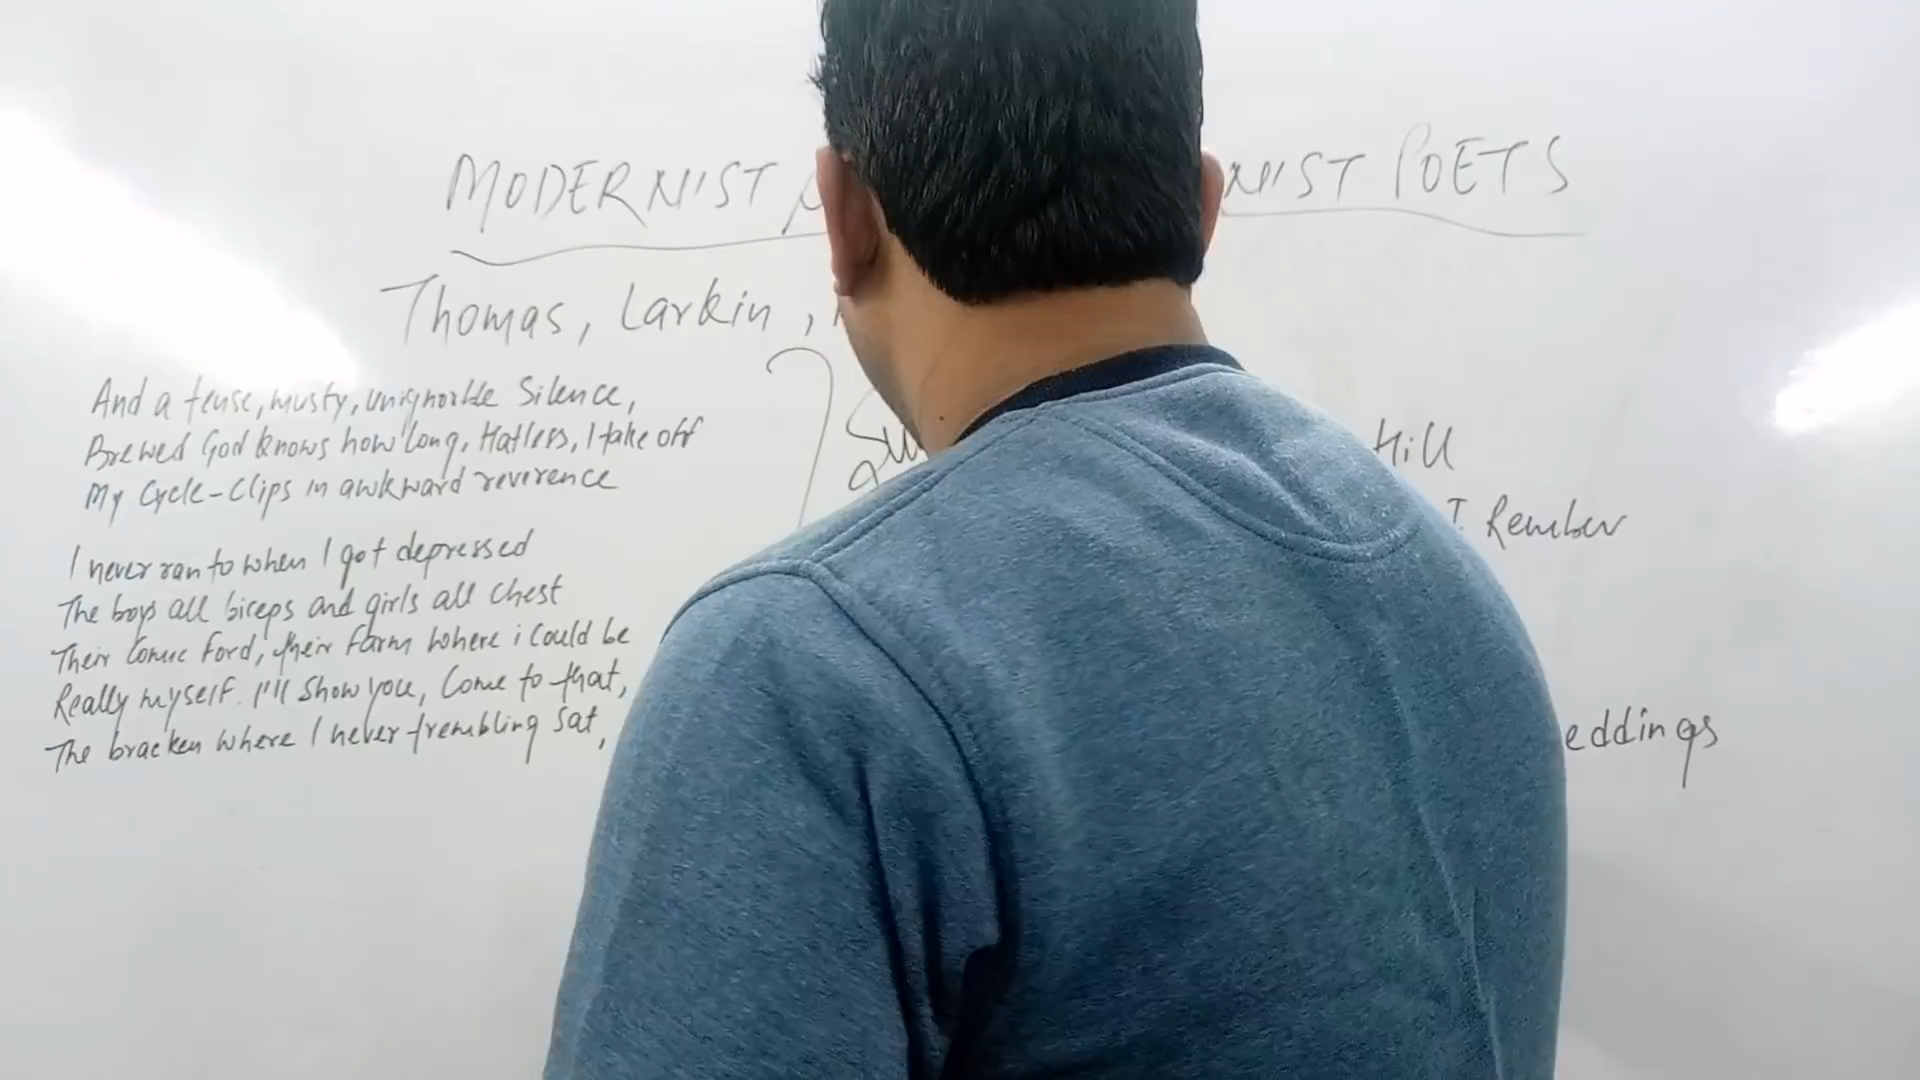 MODERNIST NIST POETS
Thomas, Larkin,
And a tense, musty, unignorble Silence,
Brewed God knows how long, Hatless, I take off
My Cycle-Clips in awkward reverence
Hill
I Rember
I never ran to when I got depressed
The boys all biceps and girls all chest
Their Comic Ford, their farm where i Could be
Really myself. I'll show you, Come to that,
The bracken where I never trembling Sat,
eddings